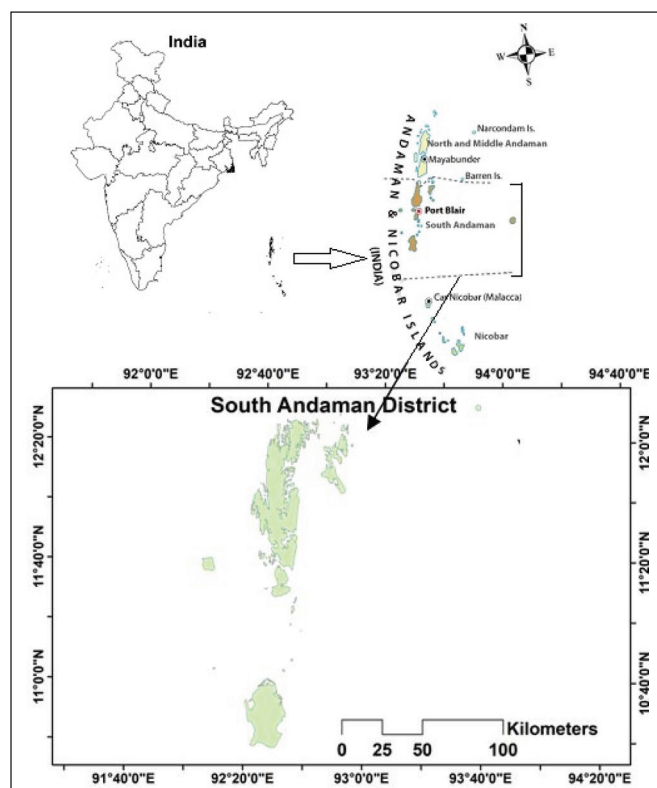 India
N
W E
S
Narcondam Is.
North and Middle Andaman
Mayabunder
Barren Is.
Port Blair
South Andaman
ANDAMAN & NICOBAR ISLANDS
(INDIA)
Car Nicobar (Malacca)
Nicobar
92°0'0"E 92°40'0"E 93°20'0"E 94°0'0"E 94°40'0"E
South Andaman District
12°20'0"N
11°40'0"N
11°0'0"N
12°0'0"N
11°20'0"N
10°40'0"N
Kilometers
0 25 50 100
91°40'0"E 92°20'0"E 93°0'0"E 93°40'0"E 94°20'0"E